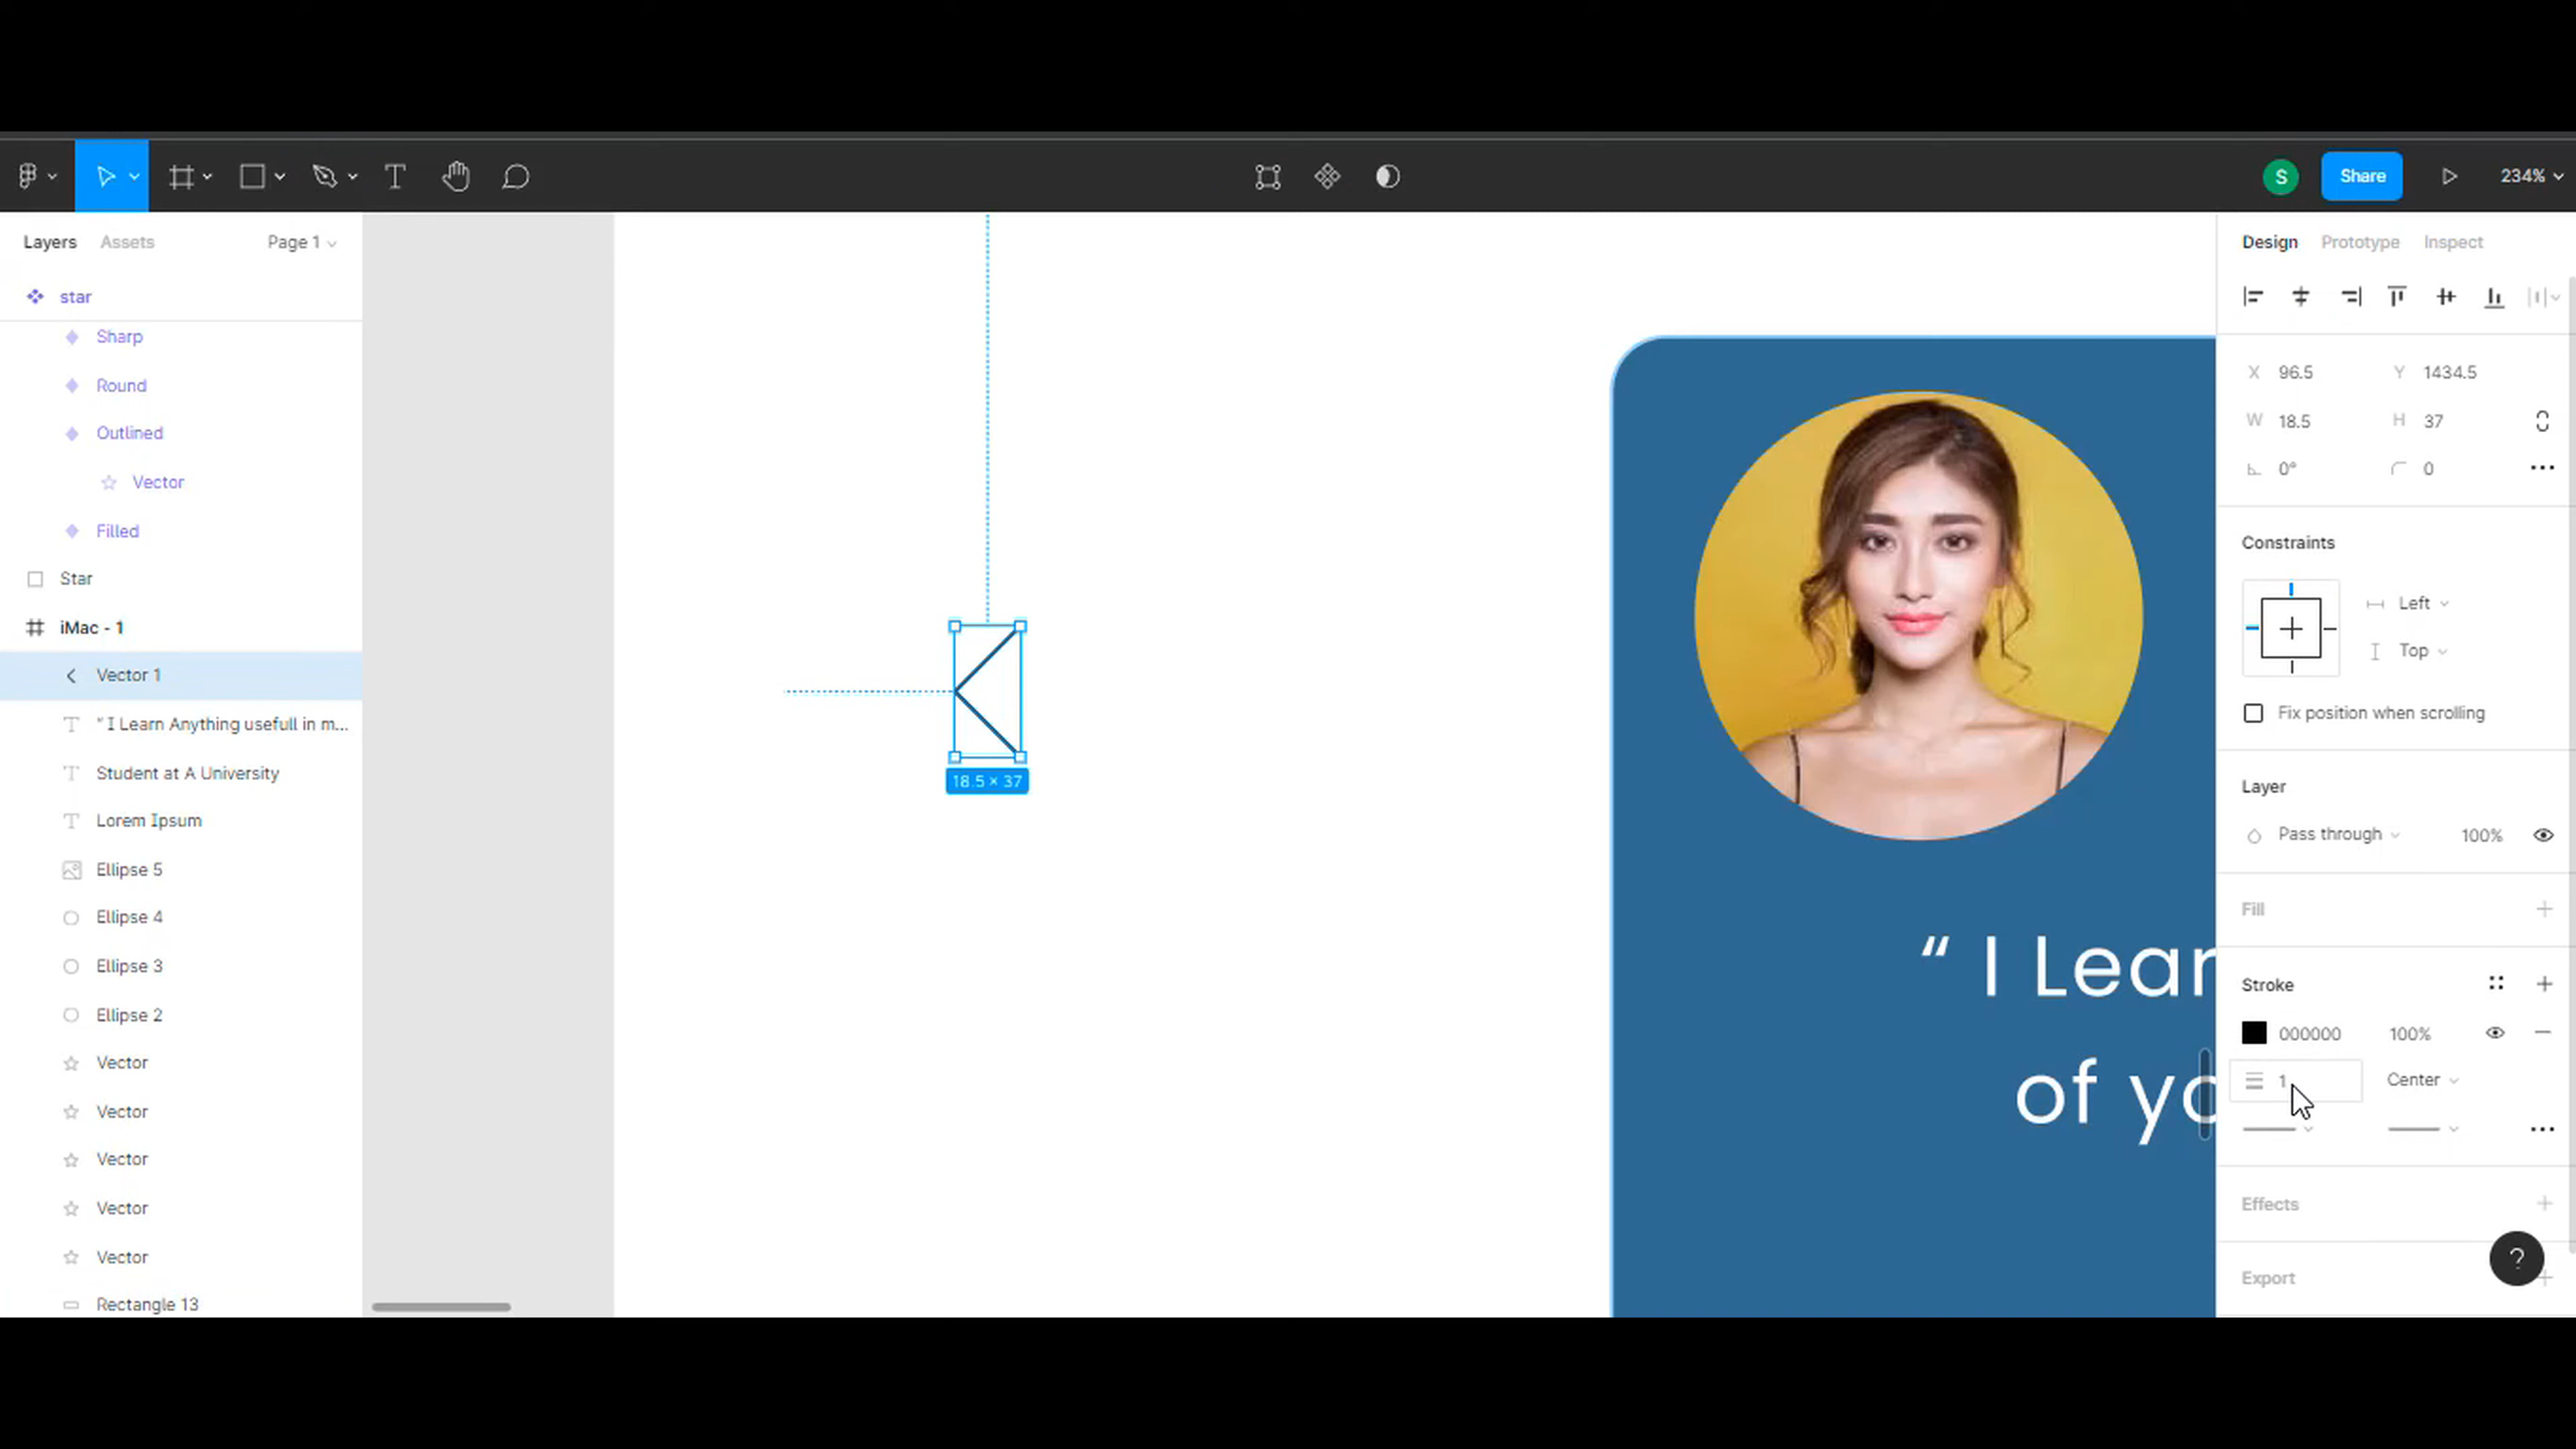 S
Share
234%
Layers
Assets
Page 1
star
Sharp
Round
Outlined
Vector
Filled
Star
iMac - 1
Vector 1
“ I Learn Anything usefull in m...
Student at A University
Lorem Ipsum
Ellipse 5
Ellipse 4
Ellipse 3
Ellipse 2
Vector
Vector
Vector
Vector
Vector
Rectangle 13
18.5 × 37
“ I Lear
of yo
Design
Prototype
Inspect
X 96.5
Y 1434.5
W 18.5
H 37
0°
0
Constraints
Left
Top
Fix position when scrolling
Layer
Pass through
100%
Fill
Stroke
000000
100%
1
Center
Effects
?
Export